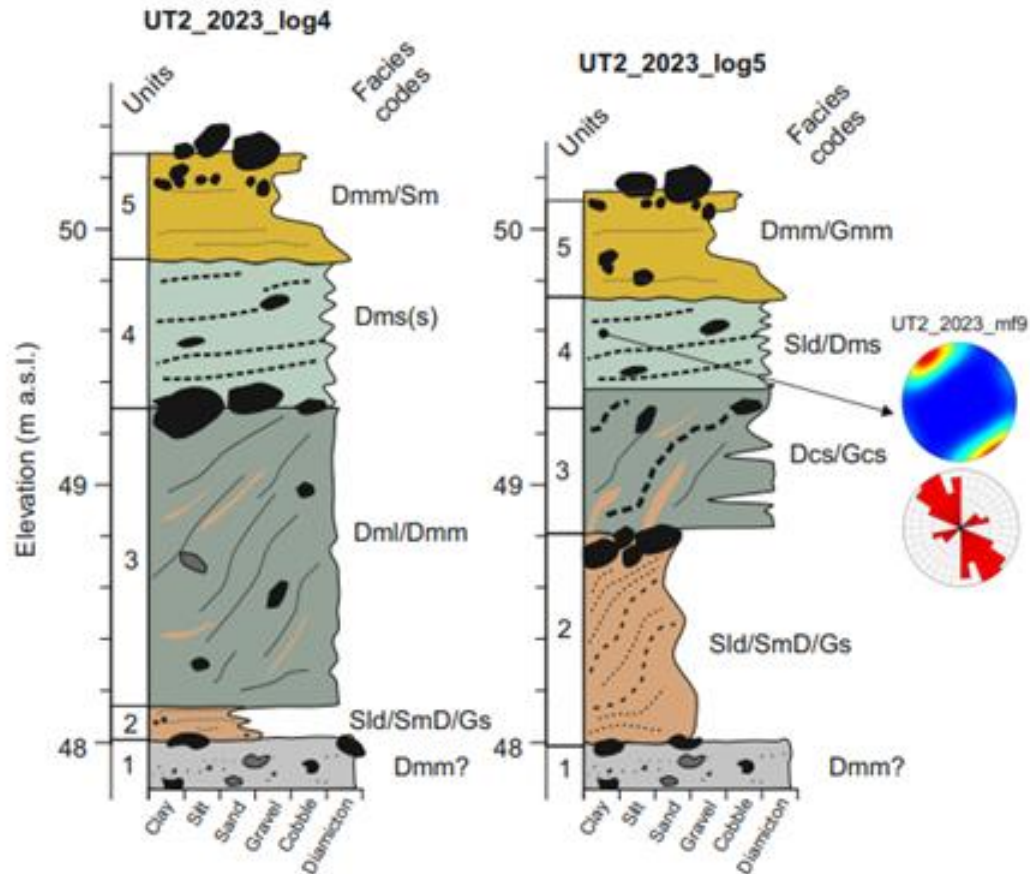 UT2_2023_log4
Units
Facies
codes
5
Dmm/Sm
50
4
Dms(s)
Elevation (m a.s.l.)
49
3
Dml/Dmm
2
Sld/SmD/Gs
48
1
Dmm?
Clay
Silt
Sand
Gravel
Cobble
Diamicton
UT2_2023_log5
Units
Facies
codes
50
5
Dmm/Gmm
UT2_2023_mf9
4
Sld/Dms
49
3
Dcs/Gcs
2
Sld/SmD/Gs
48
1
Dmm?
Clay
Silt
Sand
Gravel
Cobble
Diamicton